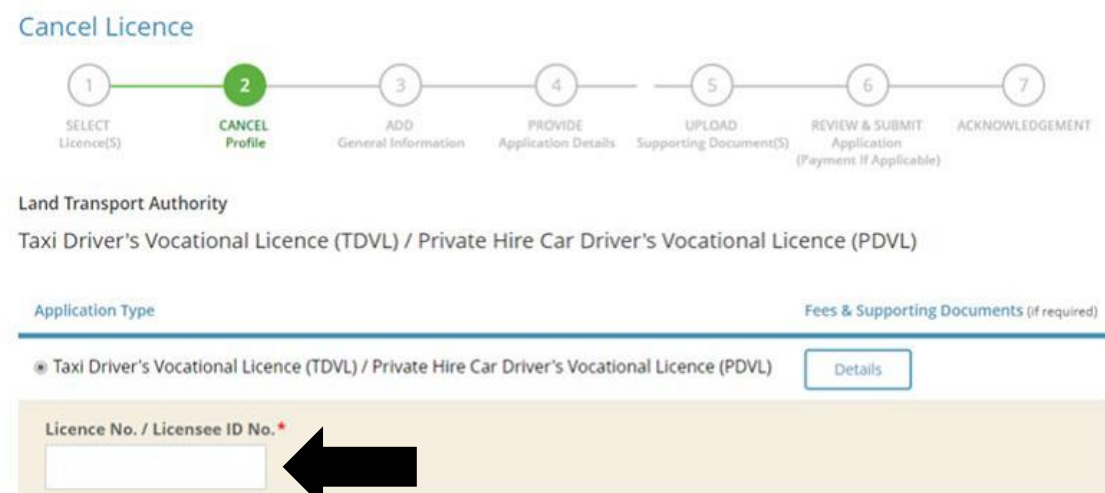 Cancel Licence
1 2 3 4 5 6 7
SELECT CANCEL ADD PROVIDE UPLOAD REVIEW & SUBMIT ACKNOWLEDGEMENT
Licence(S) Profile General Information Application Details Supporting Document(S) Application
(Payment If Applicable)
Land Transport Authority
Taxi Driver's Vocational Licence (TDVL) / Private Hire Car Driver's Vocational Licence (PDVL)
Application Type Fees & Supporting Documents (if required)
Taxi Driver's Vocational Licence (TDVL) / Private Hire Car Driver's Vocational Licence (PDVL) Details
Licence No. / Licensee ID No.*